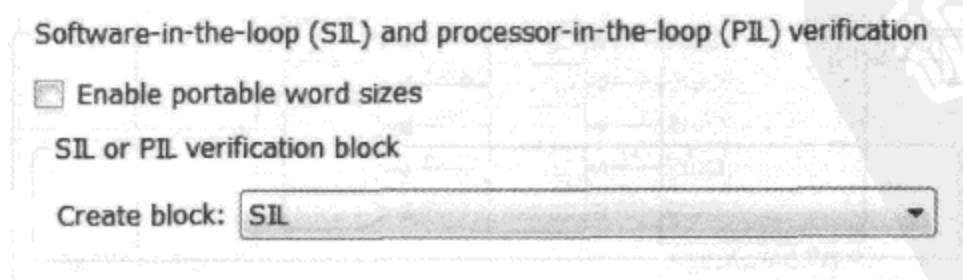 Software-in-the-loop (SIL) and processor-in-the-loop (PIL) verification
Enable portable word sizes
SIL or PIL verification block
Create block: SIL